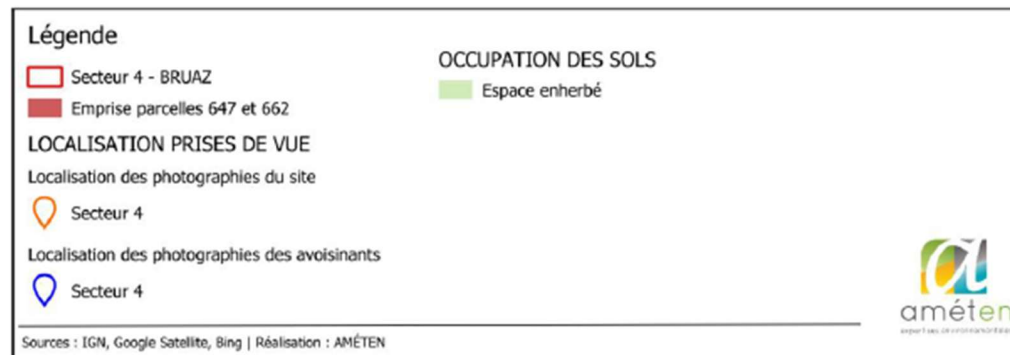 Légende
Secteur 4 - BRUAZ
Emprise parcelles 647 et 662
LOCALISATION PRISES DE VUE
Localisation des photographies du site
Secteur 4
Localisation des photographies des avoisinants
Secteur 4
OCCUPATION DES SOLS
Espace enherbé
améten
Sources : IGN, Google Satellite, Bing | Réalisation : AMÉTEN